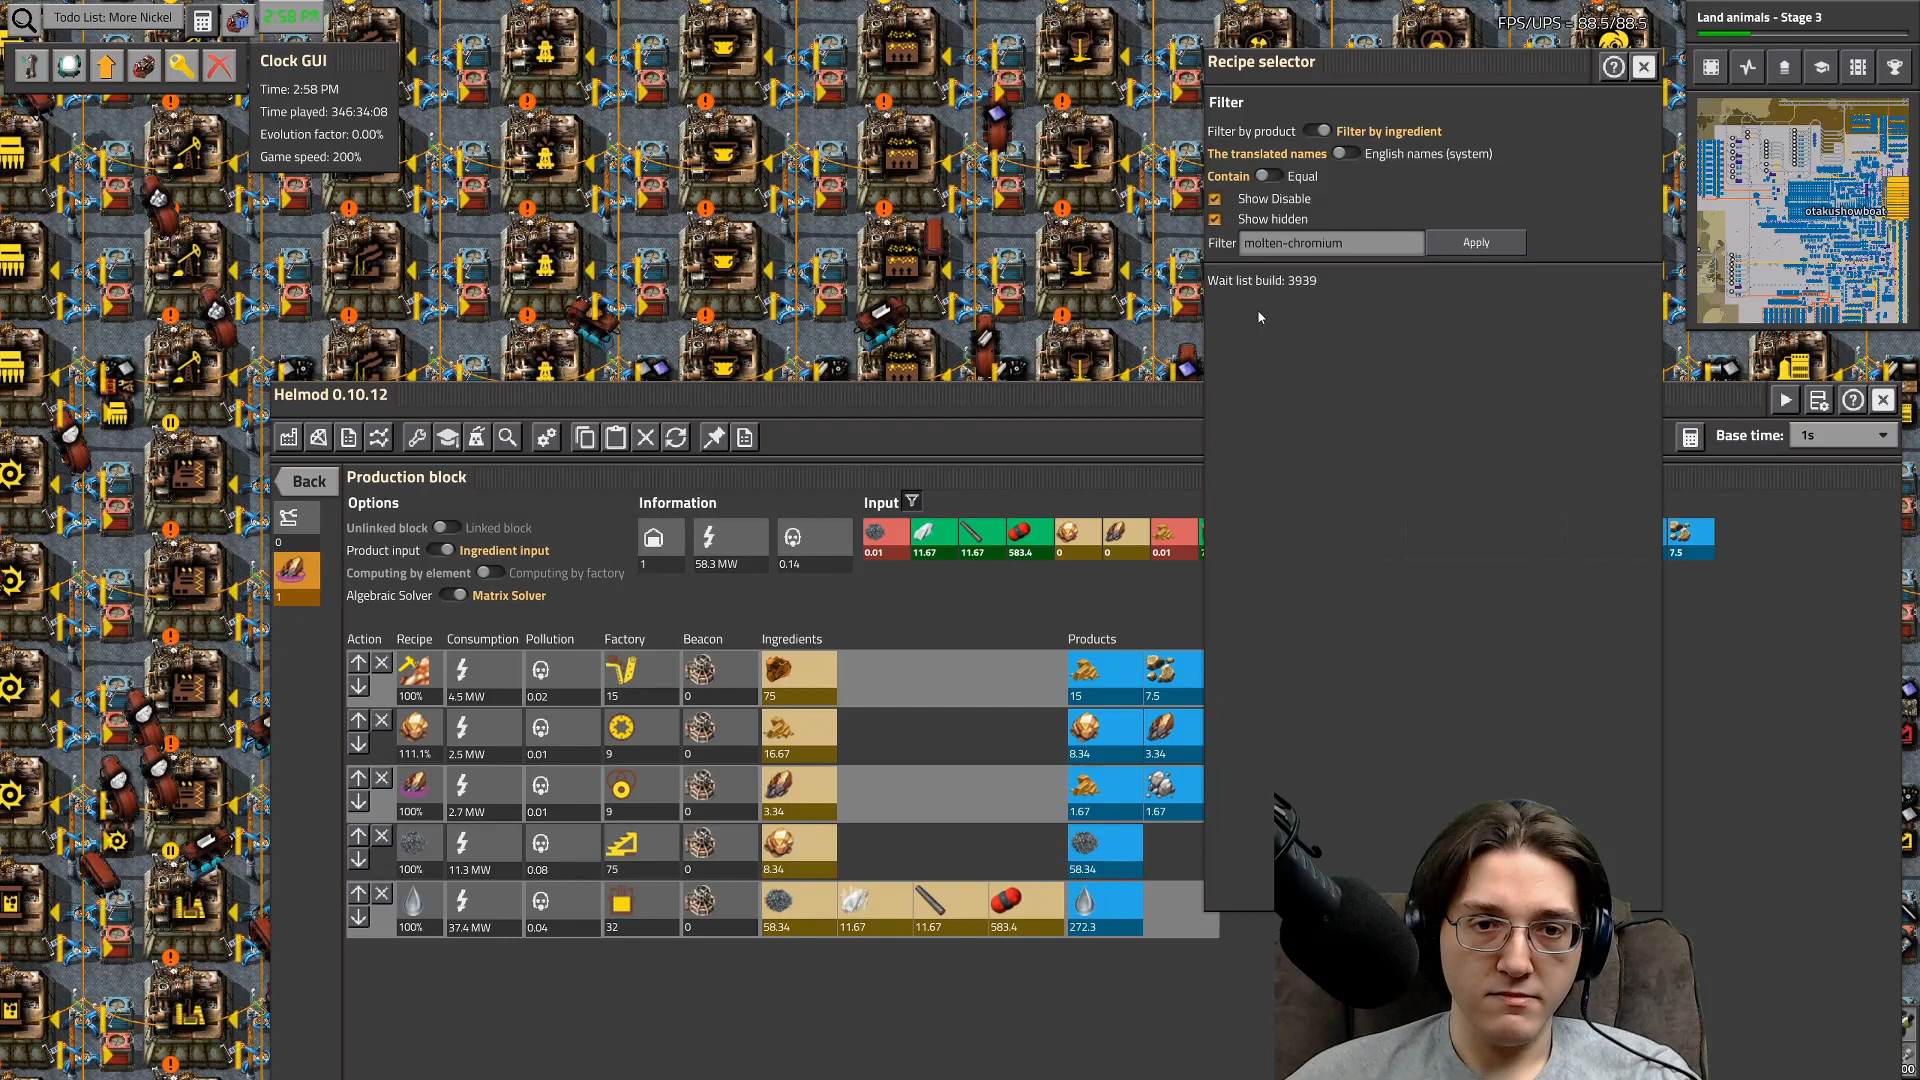 Todo List: More Nickel
2:58 PM
Clock GUI
Time: 2:58 PM
Time played: 346:34:08
Evolution factor: 0.00%
Game speed: 200%
FPS/UPS = 88.5/88.5
Land animals - Stage 3
otakushowboat
Recipe selector
Filter
Filter by product Filter by ingredient
The translated names English names (system)
Contain Equal
Show Disable
Show hidden
Filter molten-chromium Apply
Wait list build: 3939
Helmod 0.10.12
Base time: 1s
Back
0
1
Production block
Options
Unlinked block Linked block
Product input Ingredient input
Computing by element Computing by factory
Algebraic Solver Matrix Solver
Information
1 58.3 MW 0.14
Input
0.01 11.67 11.67 583.4 0 0 0.01
7.5
Action Recipe Consumption Pollution Factory Beacon Ingredients Products
100% 4.5 MW 0.02 15 0 75 15 7.5
111.1% 2.5 MW 0.01 9 0 16.67 8.34 3.34
100% 2.7 MW 0.01 9 0 3.34 1.67 1.67
100% 11.3 MW 0.08 75 0 8.34 58.34
100% 37.4 MW 0.04 32 0 58.34 11.67 11.67 583.4 272.3